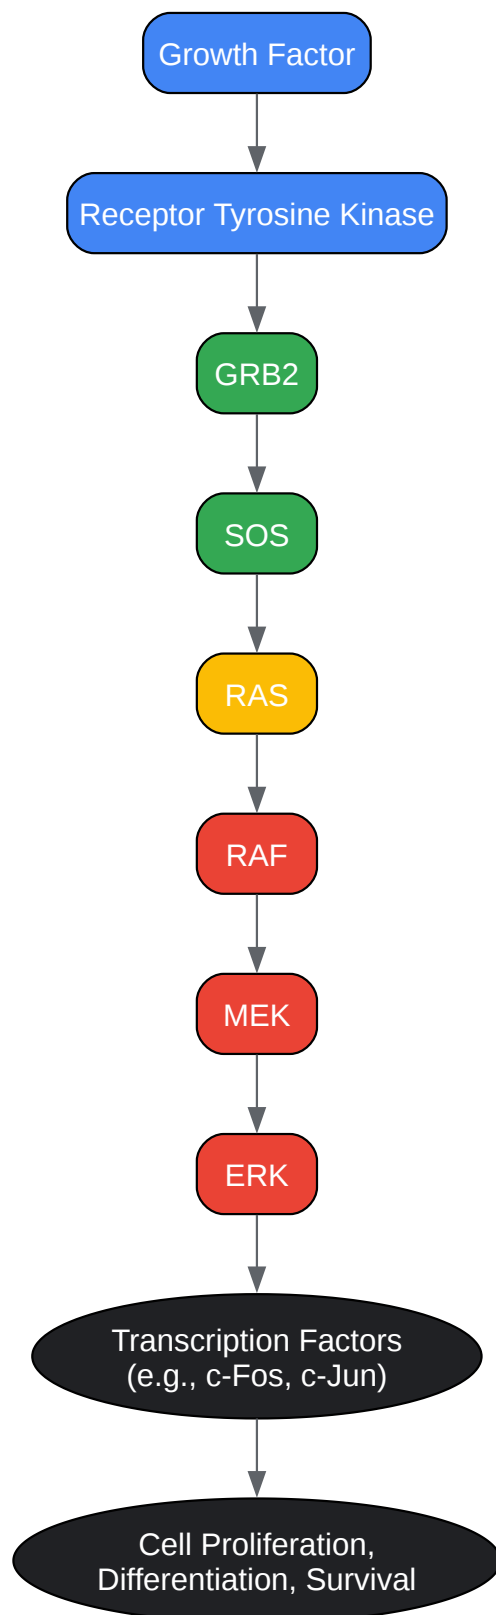 Growth Factor
Receptor Tyrosine Kinase
GRB2
SOS
RAS
RAF
MEK
ERK
Transcription Factors
(e.g., c-Fos, c-Jun)
Cell Proliferation,
Differentiation, Survival